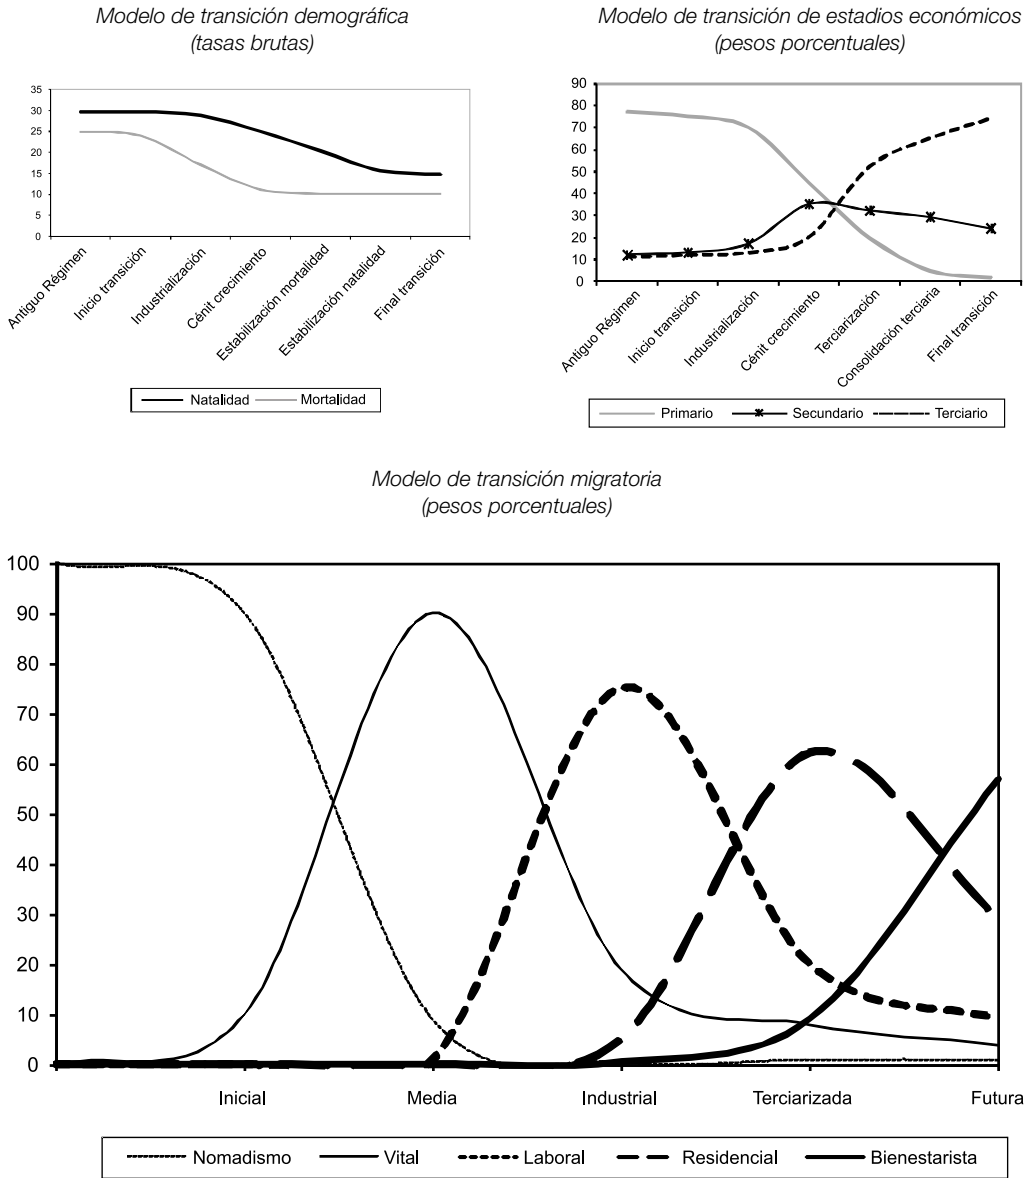 Modelo de transición demográfica
(tasas brutas)
35
30
25
20
15
10
5
0
Antiguo Régimen
Inicio transición
Industrialización
Cénit crecimiento
Estabilización mortalidad
Estabilización natalidad
Final transición
Natalidad Mortalidad
Modelo de transición de estadios económicos
(pesos porcentuales)
90
80
70
60
50
40
30
20
10
0
Antiguo Régimen
Inicio transición
Industrialización
Cénit crecimiento
Terciarización
Consolidación terciaria
Final transición
Primario Secundario Terciario
Modelo de transición migratoria
(pesos porcentuales)
100
90
80
70
60
50
40
30
20
10
0
Inicial Media Industrial Terciarizada Futura
Nomadismo Vital Laboral Residencial Bienestarista